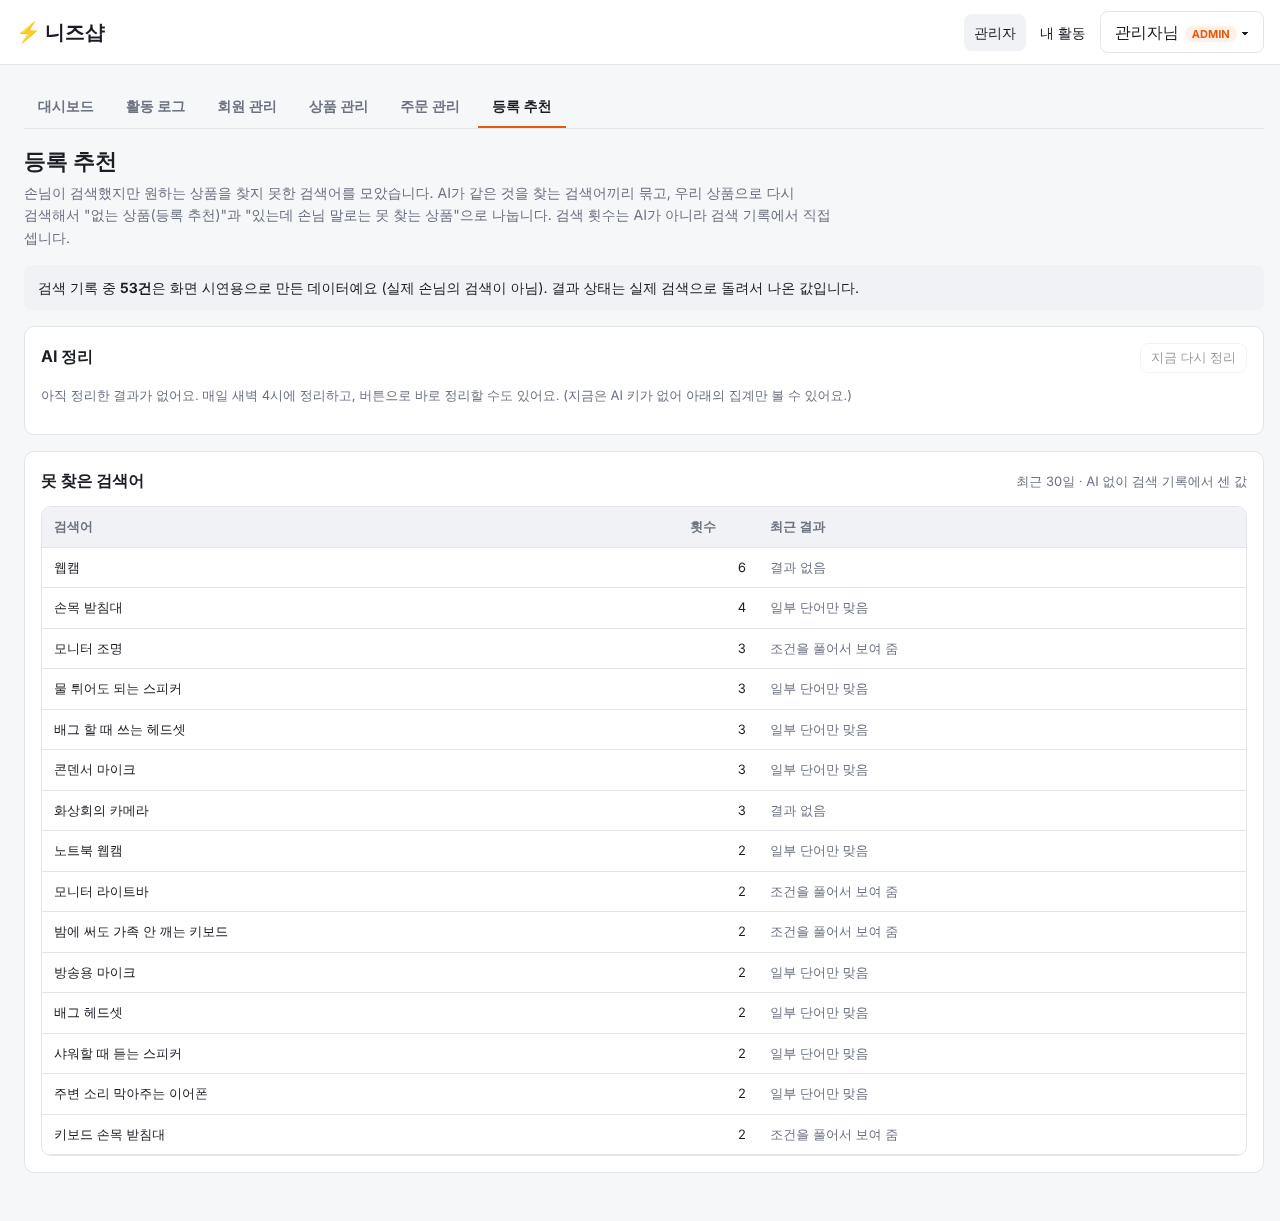 ⚡ 니즈샵
관리자 내 활동 관리자님 ADMIN
대시보드 활동 로그 회원 관리 상품 관리 주문 관리 등록 추천
등록 추천
손님이 검색했지만 원하는 상품을 찾지 못한 검색어를 모았습니다. AI가 같은 것을 찾는 검색어끼리 묶고, 우리 상품으로 다시
검색해서 "없는 상품(등록 추천)"과 "있는데 손님 말로는 못 찾는 상품"으로 나눕니다. 검색 횟수는 AI가 아니라 검색 기록에서 직접
셉니다.
검색 기록 중 53건은 화면 시연용으로 만든 데이터예요 (실제 손님의 검색이 아님). 결과 상태는 실제 검색으로 돌려서 나온 값입니다.
AI 정리 지금 다시 정리
아직 정리한 결과가 없어요. 매일 새벽 4시에 정리하고, 버튼으로 바로 정리할 수도 있어요. (지금은 AI 키가 없어 아래의 집계만 볼 수 있어요.)
못 찾은 검색어 최근 30일 · AI 없이 검색 기록에서 센 값
검색어 횟수 최근 결과
웹캠 6 결과 없음
손목 받침대 4 일부 단어만 맞음
모니터 조명 3 조건을 풀어서 보여 줌
물 튀어도 되는 스피커 3 일부 단어만 맞음
배그 할 때 쓰는 헤드셋 3 일부 단어만 맞음
콘덴서 마이크 3 일부 단어만 맞음
화상회의 카메라 3 결과 없음
노트북 웹캠 2 일부 단어만 맞음
모니터 라이트바 2 조건을 풀어서 보여 줌
밤에 써도 가족 안 깨는 키보드 2 조건을 풀어서 보여 줌
방송용 마이크 2 일부 단어만 맞음
배그 헤드셋 2 일부 단어만 맞음
샤워할 때 듣는 스피커 2 일부 단어만 맞음
주변 소리 막아주는 이어폰 2 일부 단어만 맞음
키보드 손목 받침대 2 조건을 풀어서 보여 줌